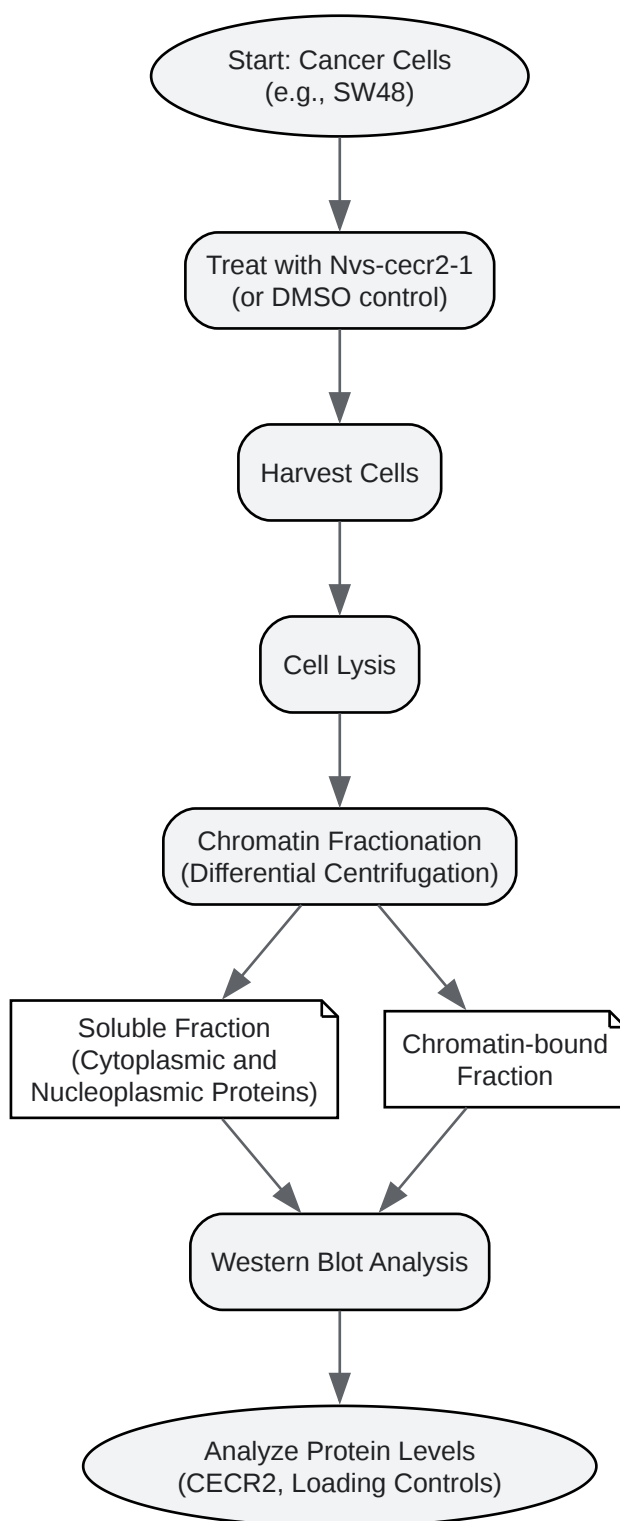 Start: Cancer Cells
(e.g., SW48)
Treat with Nvs-cecr2-1
(or DMSO control)
Harvest Cells
Cell Lysis
Chromatin Fractionation
(Differential Centrifugation)
Soluble Fraction
(Cytoplasmic and
Nucleoplasmic Proteins)
Chromatin-bound
Fraction
Western Blot Analysis
Analyze Protein Levels
(CECR2, Loading Controls)